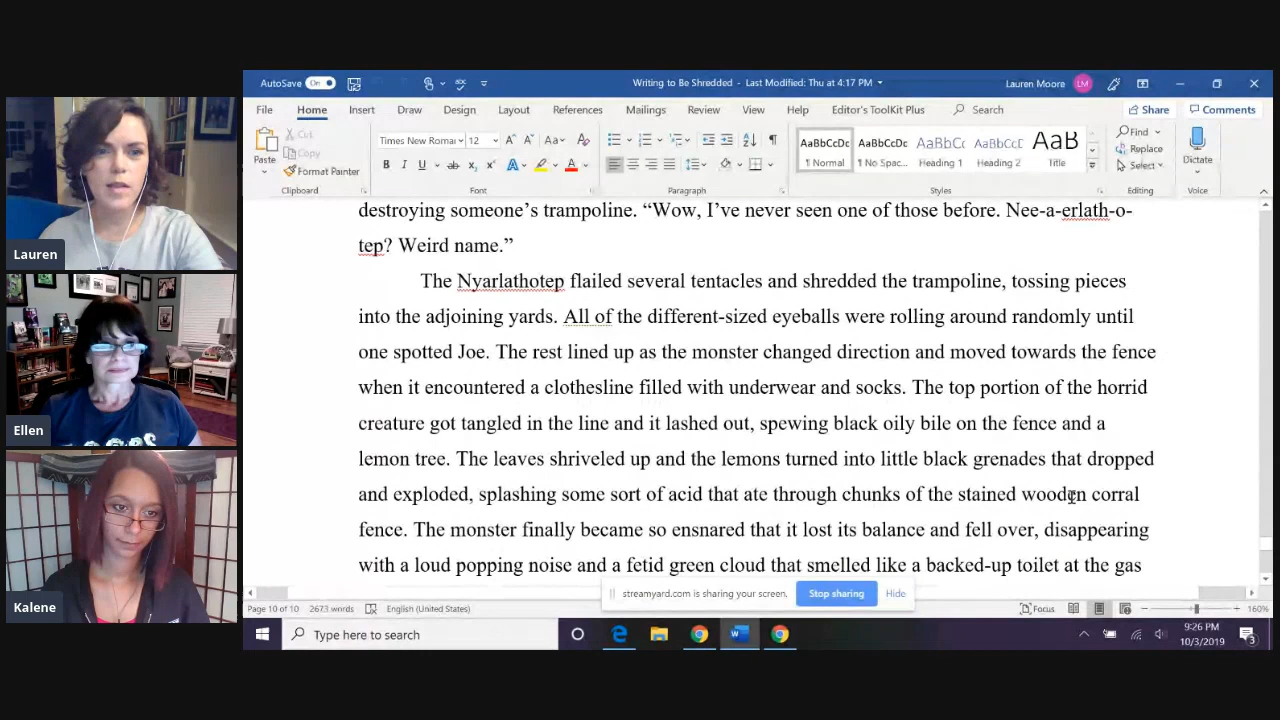 AutoSave On
Writing to Be Shredded - Last Modified: Thu at 4:17 PM
Lauren Moore LM
File Home Insert Draw Design Layout References Mailings Review View Help Editor's ToolKit Plus Search Share Comments
Paste
Cut
Copy
Format Painter
Clipboard
Times New Roma 12
Font
Paragraph
AaBbCcDc AaBbCcDc AaBbCc AaBbCcD AaB
¶ Normal ¶ No Spac... Heading 1 Heading 2 Title
Styles
Find
Replace
Select
Editing
Dictate
Voice
destroying someone’s trampoline. “Wow, I’ve never seen one of those before. Nee-a-erlath-o-
tep? Weird name.”
The Nyarlathotep flailed several tentacles and shredded the trampoline, tossing pieces
into the adjoining yards. All of the different-sized eyeballs were rolling around randomly until
one spotted Joe. The rest lined up as the monster changed direction and moved towards the fence
when it encountered a clothesline filled with underwear and socks. The top portion of the horrid
creature got tangled in the line and it lashed out, spewing black oily bile on the fence and a
lemon tree. The leaves shriveled up and the lemons turned into little black grenades that dropped
and exploded, splashing some sort of acid that ate through chunks of the stained wooden corral
fence. The monster finally became so ensnared that it lost its balance and fell over, disappearing
with a loud popping noise and a fetid green cloud that smelled like a backed-up toilet at the gas
streamyard.com is sharing your screen. Stop sharing Hide
Page 10 of 10 2673 words English (United States) Focus 160%
Type here to search
9:26 PM
10/3/2019
3
Lauren
Ellen
Kalene